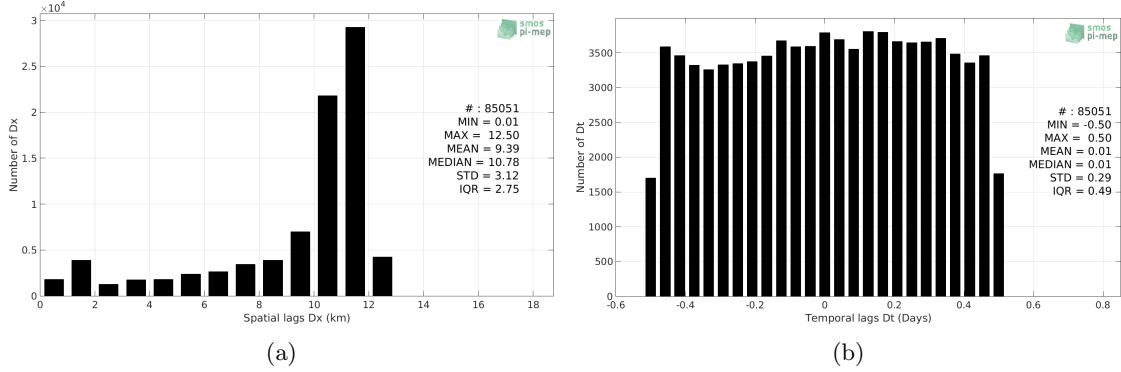 ×10⁴
3
2.5
2
1.5
1
0.5
0
Number of Dx
0 2 4 6 8 10 12 14 16 18
Spatial lags Dx (km)
smos
pi-mep
# : 85051
MIN = 0.01
MAX = 12.50
MEAN = 9.39
MEDIAN = 10.78
STD = 3.12
IQR = 2.75
(a)
3500
3000
2500
2000
1500
1000
500
0
Number of Dt
-0.6 -0.4 -0.2 0 0.2 0.4 0.6 0.8
Temporal lags Dt (Days)
smos
pi-mep
# : 85051
MIN = -0.50
MAX = 0.50
MEAN = 0.01
MEDIAN = 0.01
STD = 0.29
IQR = 0.49
(b)